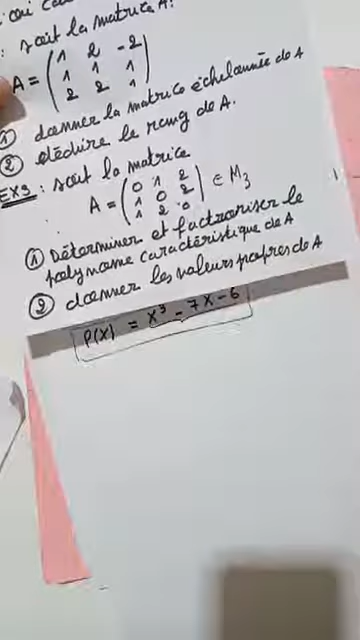 : soit la matrice A:
A = ( 1 2 -2
1 1 1
2 2 1 )
① donner la matrice échelonnée de A
② déduire le rang de A.
EX3 : soit la matrice
A = ( 0 1 2
1 0 2
1 2 0 ) ∈ M₃
① Déterminer et factoriser le
polynome caractéristique de A
② donner les valeurs propres de A
P(X) = X³ - 7X - 6